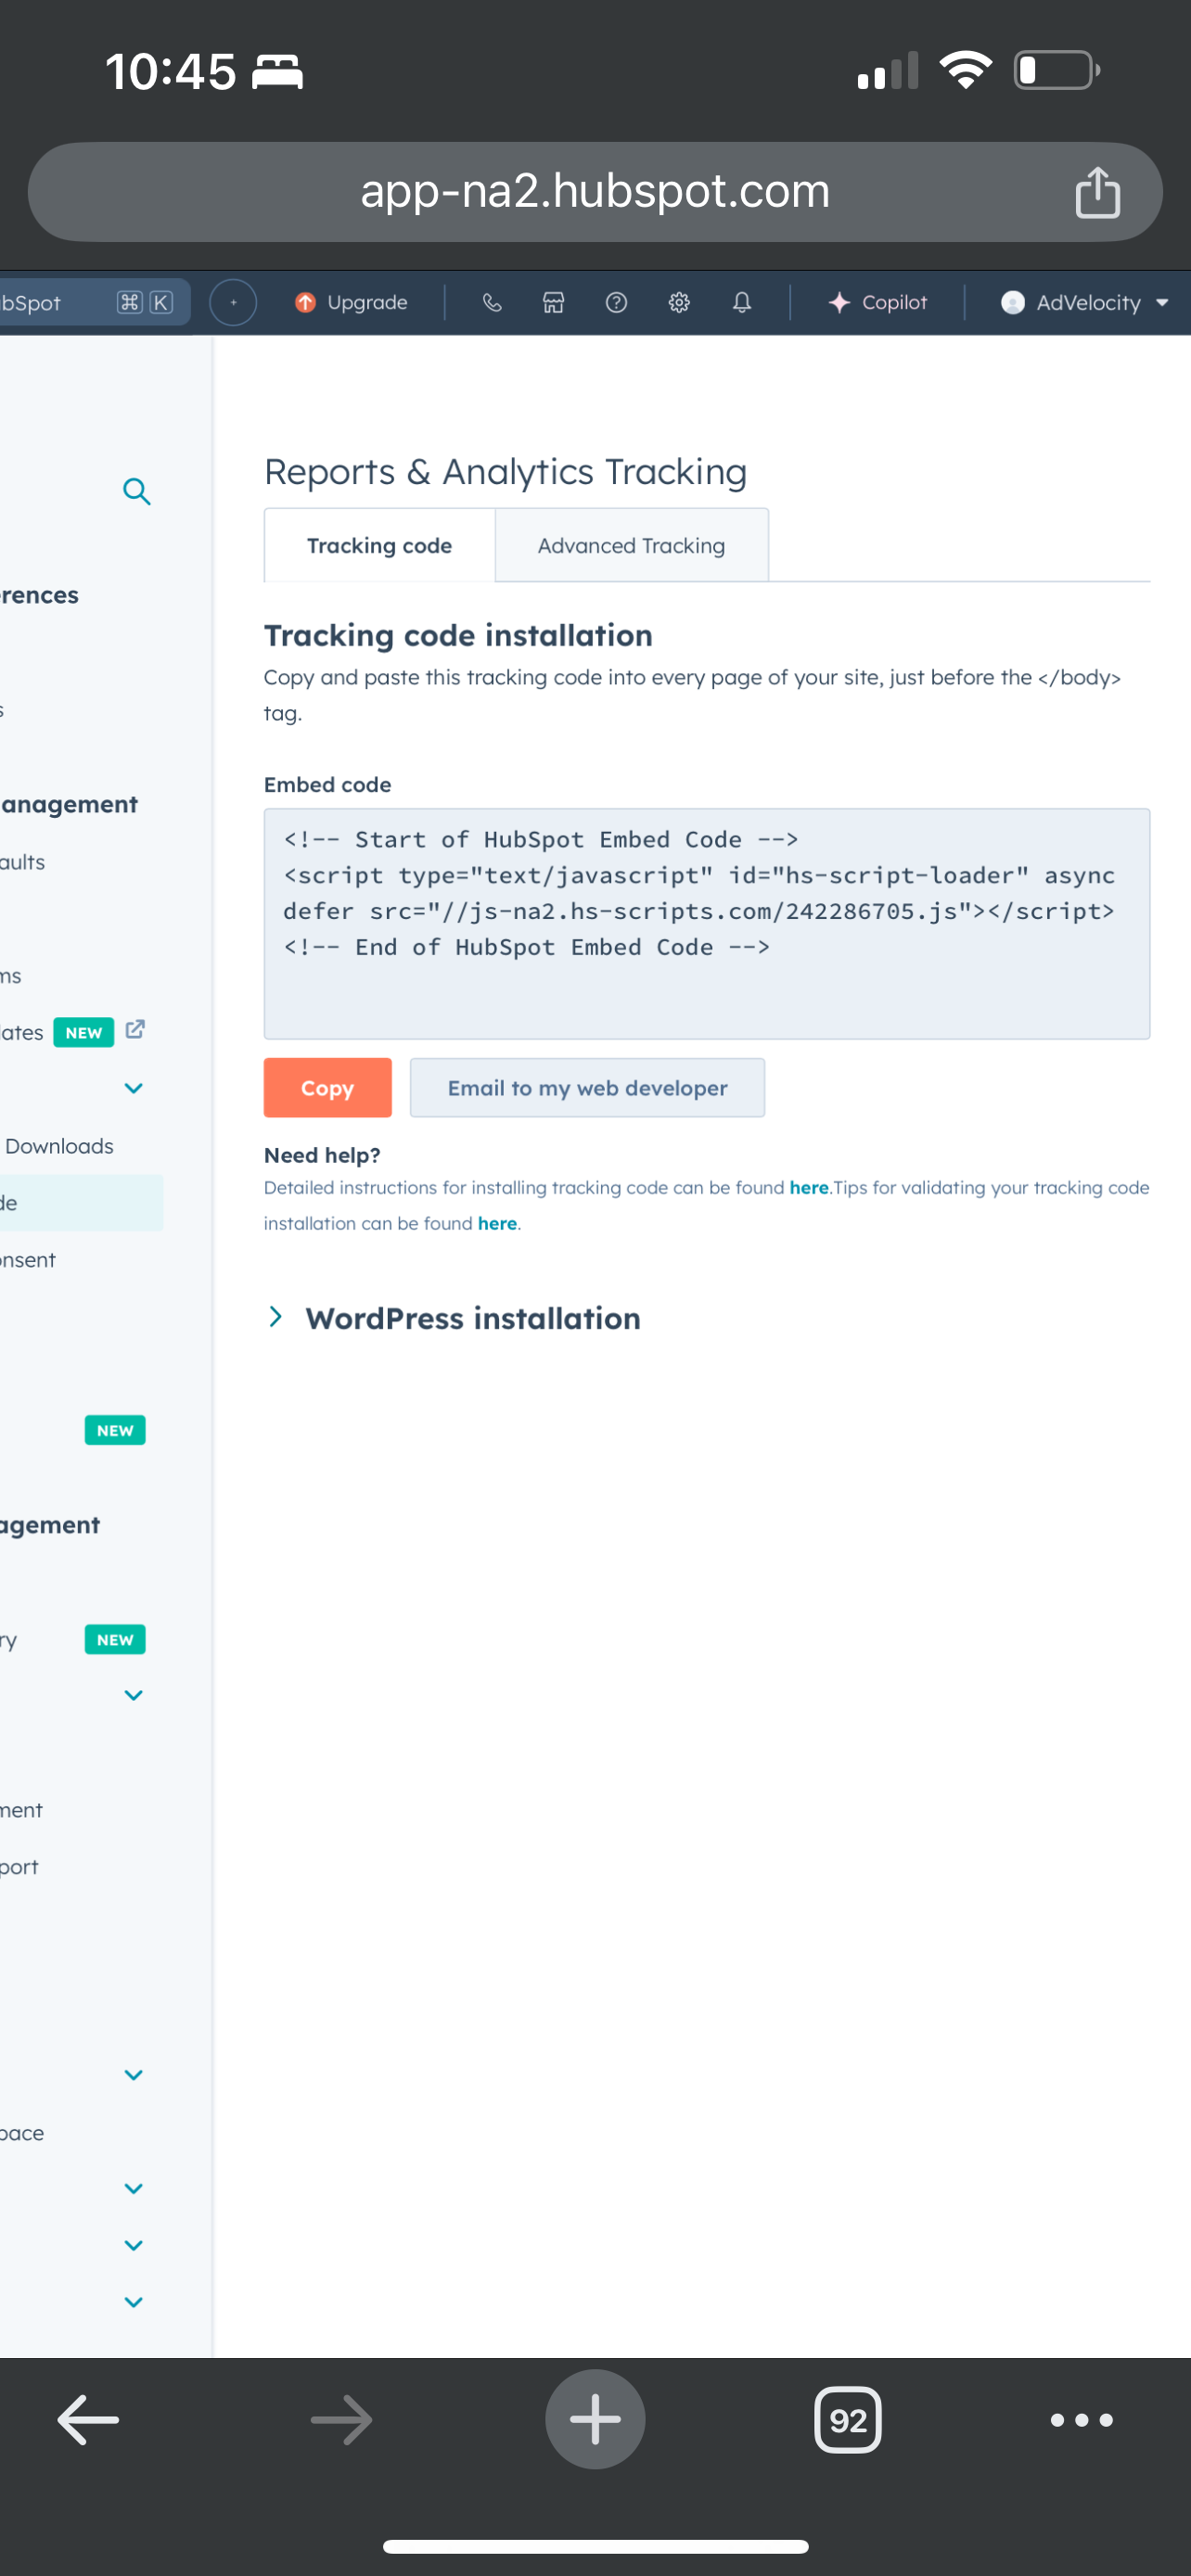 10:45
app-na2.hubspot.com
bSpot ⌘ K + Upgrade Copilot AdVelocity
Reports & Analytics Tracking
Tracking code Advanced Tracking
erences
Tracking code installation
Copy and paste this tracking code into every page of your site, just before the </body>
tag.
s
Embed code
anagement
<!-- Start of HubSpot Embed Code -->
aults
<script type="text/javascript" id="hs-script-loader" async
defer src="//js-na2.hs-scripts.com/242286705.js"></script>
<!-- End of HubSpot Embed Code -->
ms
lates NEW
Copy Email to my web developer
Downloads
Need help?
Detailed instructions for installing tracking code can be found here.Tips for validating your tracking code
installation can be found here.
de
onsent
WordPress installation
NEW
agement
ry NEW
ment
port
pace
92